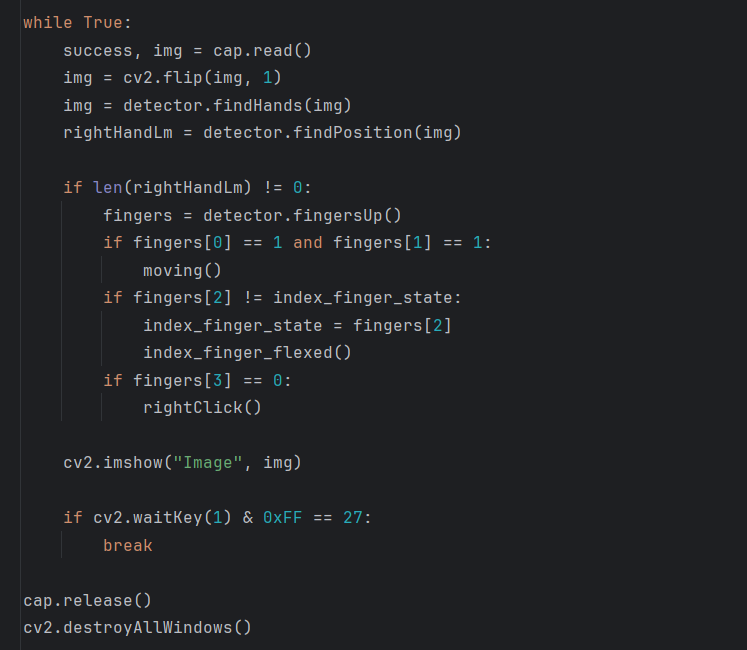 while True:
    success, img = cap.read()
    img = cv2.flip(img, 1)
    img = detector.findHands(img)
    rightHandLm = detector.findPosition(img)

    if len(rightHandLm) != 0:
        fingers = detector.fingersUp()
        if fingers[0] == 1 and fingers[1] == 1:
            moving()
        if fingers[2] != index_finger_state:
            index_finger_state = fingers[2]
            index_finger_flexed()
        if fingers[3] == 0:
            rightClick()

    cv2.imshow("Image", img)

    if cv2.waitKey(1) & 0xFF == 27:
        break

cap.release()
cv2.destroyAllWindows()